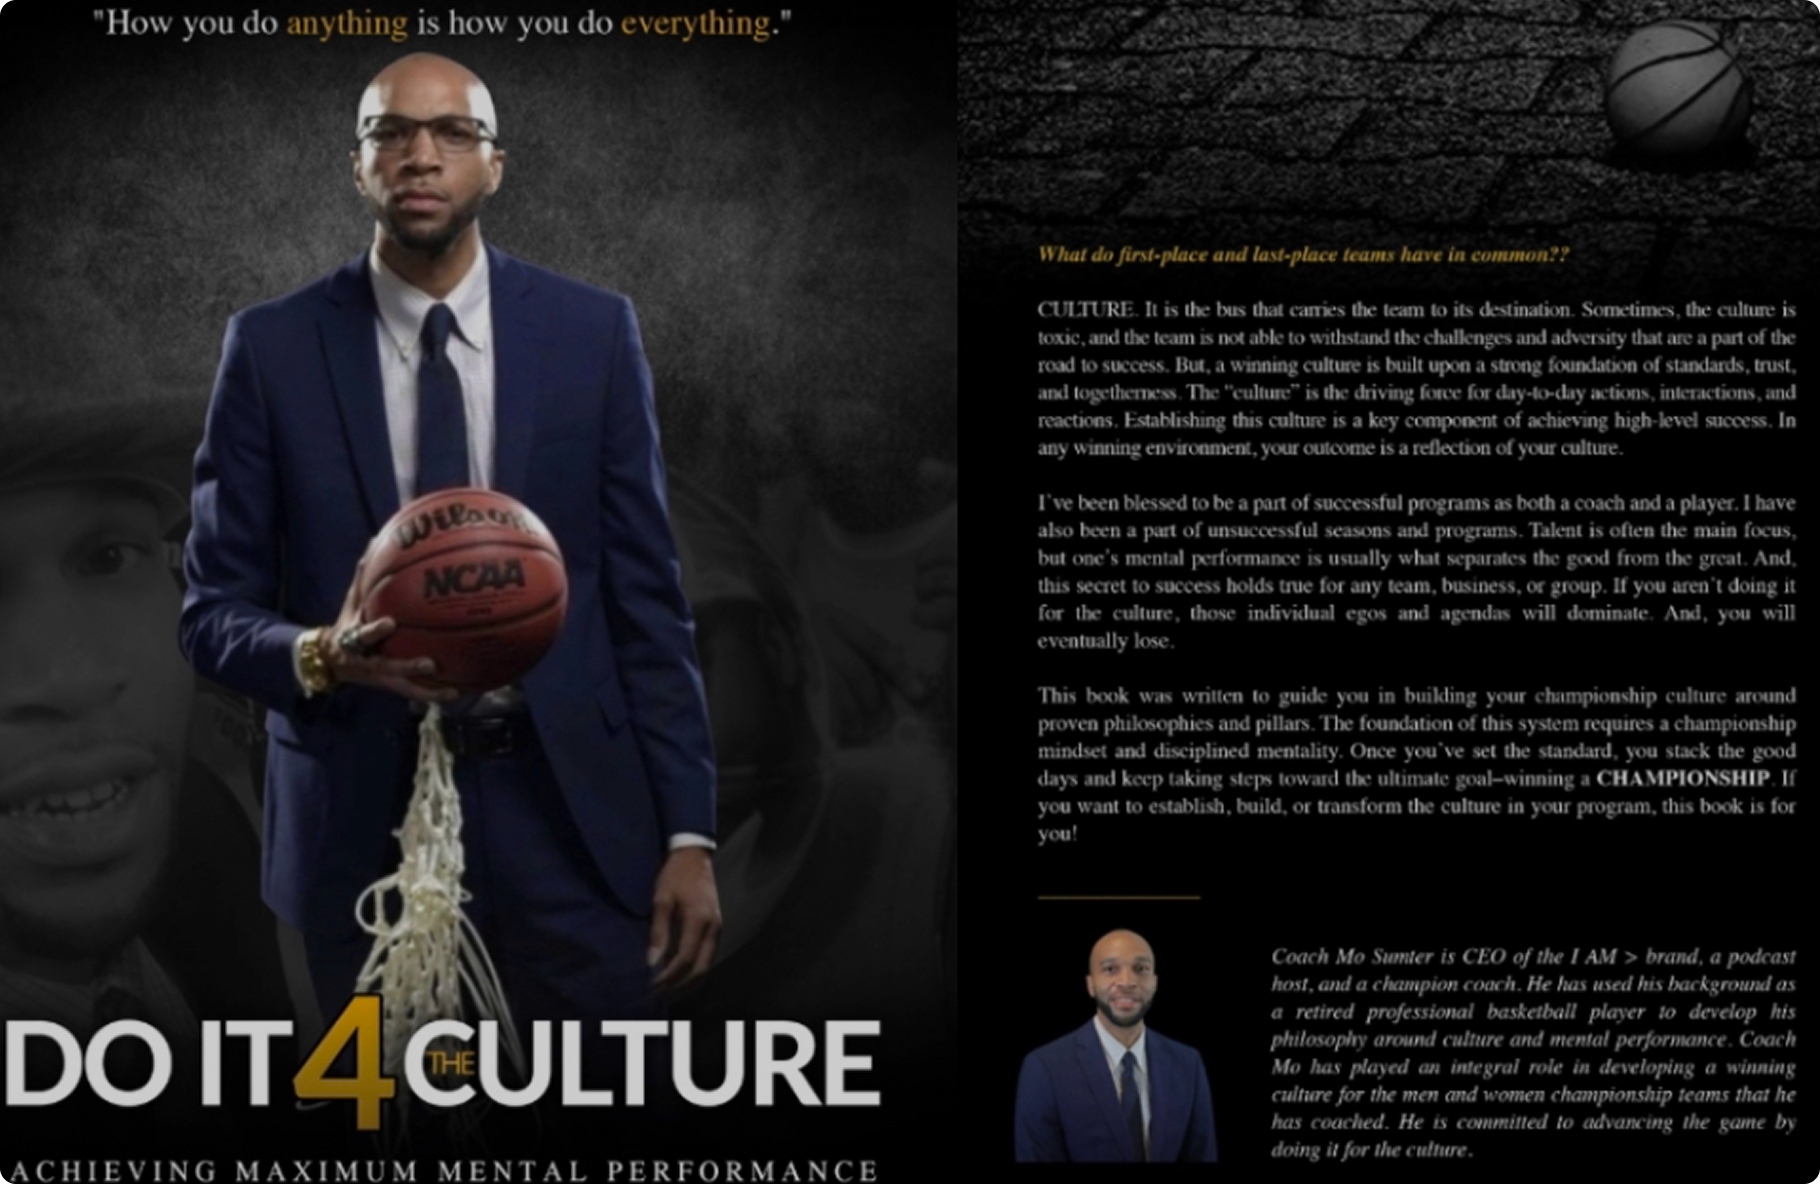 "How you do anything is how you do everything."
Wilson
NCAA
DO IT 4 THE CULTURE
ACHIEVING MAXIMUM MENTAL PERFORMANCE
What do first-place and last-place teams have in common??
CULTURE. It is the bus that carries the team to its destination. Sometimes, the culture is
toxic, and the team is not able to withstand the challenges and adversity that are a part of the
road to success. But, a winning culture is built upon a strong foundation of standards, trust,
and togetherness. The “culture” is the driving force for day-to-day actions, interactions, and
reactions. Establishing this culture is a key component of achieving high-level success. In
any winning environment, your outcome is a reflection of your culture.
I’ve been blessed to be a part of successful programs as both a coach and a player. I have
also been a part of unsuccessful seasons and programs. Talent is often the main focus,
but one’s mental performance is usually what separates the good from the great. And,
this secret to success holds true for any team, business, or group. If you aren’t doing it
for the culture, those individual egos and agendas will dominate. And, you will
eventually lose.
This book was written to guide you in building your championship culture around
proven philosophies and pillars. The foundation of this system requires a championship
mindset and disciplined mentality. Once you’ve set the standard, you stack the good
days and keep taking steps toward the ultimate goal–winning a CHAMPIONSHIP. If
you want to establish, build, or transform the culture in your program, this book is for
you!
Coach Mo Sumter is CEO of the I AM > brand, a podcast
host, and a champion coach. He has used his background as
a retired professional basketball player to develop his
philosophy around culture and mental performance. Coach
Mo has played an integral role in developing a winning
culture for the men and women championship teams that he
has coached. He is committed to advancing the game by
doing it for the culture.